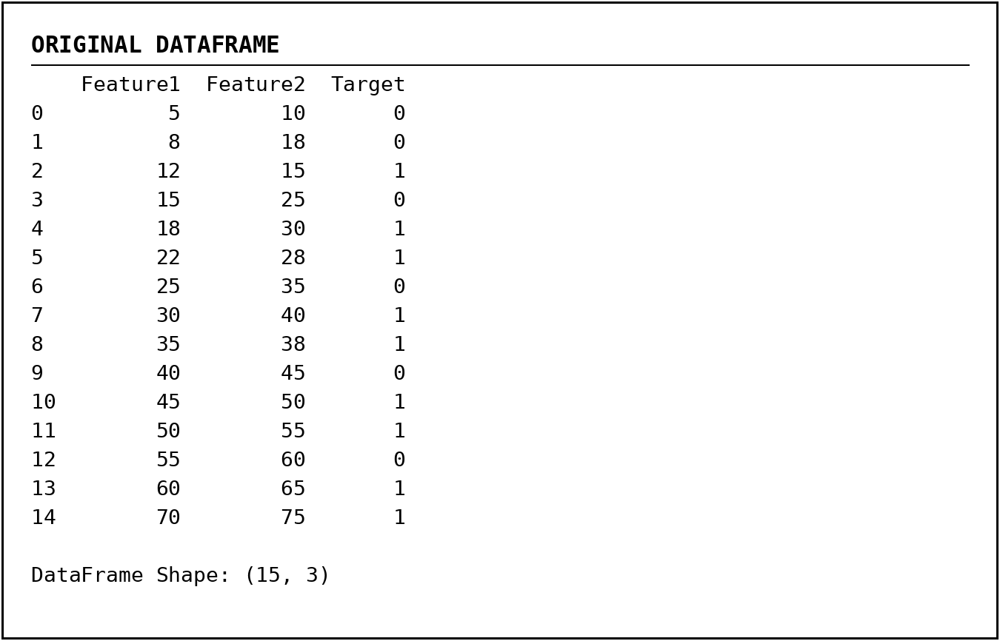 ORIGINAL DATAFRAME
    Feature1  Feature2  Target
0          5        10       0
1          8        18       0
2         12        15       1
3         15        25       0
4         18        30       1
5         22        28       1
6         25        35       0
7         30        40       1
8         35        38       1
9         40        45       0
10        45        50       1
11        50        55       1
12        55        60       0
13        60        65       1
14        70        75       1
DataFrame Shape: (15, 3)